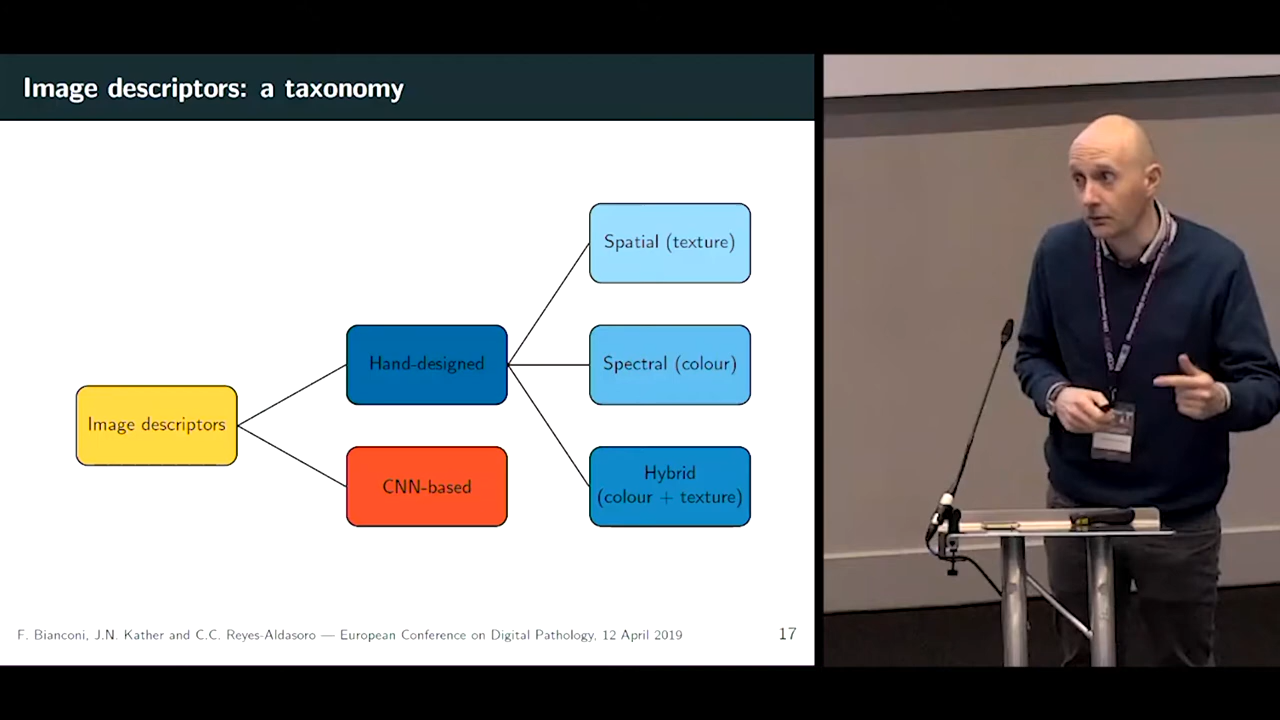 Image descriptors: a taxonomy
Spatial (texture)
Hand-designed
Spectral (colour)
Image descriptors
CNN-based
Hybrid
(colour + texture)
F. Bianconi, J.N. Kather and C.C. Reyes-Aldasoro — European Conference on Digital Pathology, 12 April 2019
17